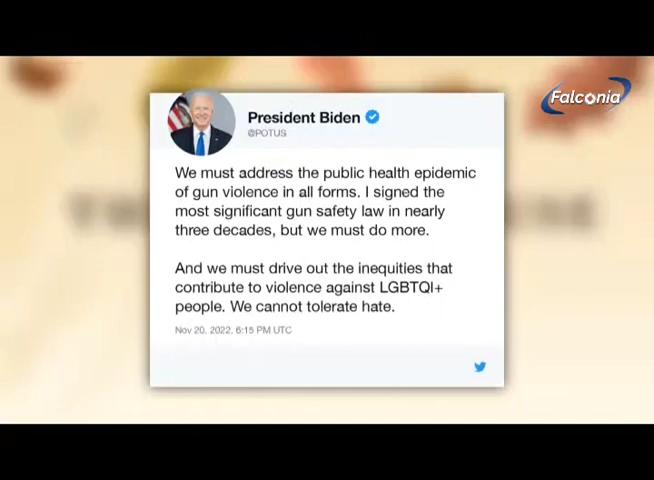 Falconia
President Biden
@POTUS
We must address the public health epidemic
of gun violence in all forms. I signed the
most significant gun safety law in nearly
three decades, but we must do more.
And we must drive out the inequities that
contribute to violence against LGBTQI+
people. We cannot tolerate hate.
Nov 20, 2022, 6:15 PM UTC